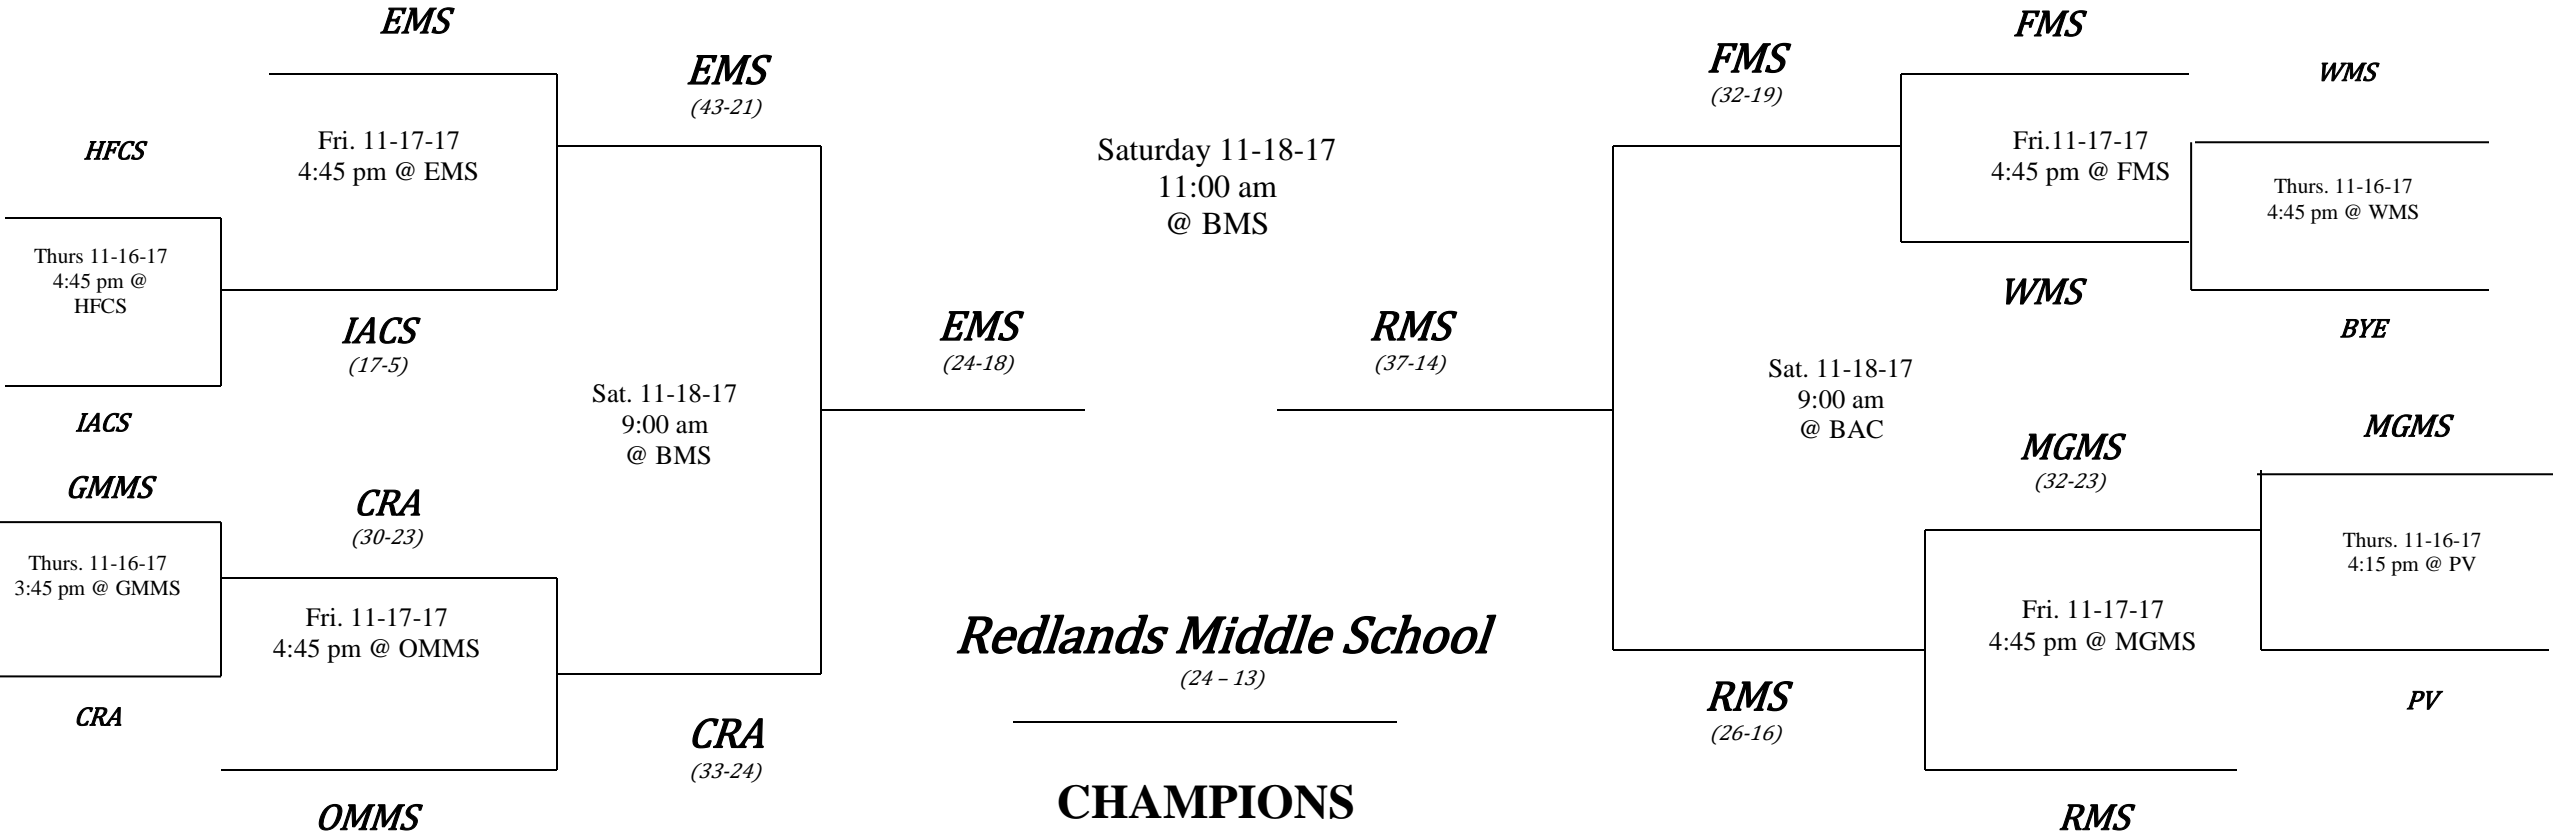 EMS
EMS
(43-21)
HFCS
Fri. 11-17-17
4:45 pm @ EMS
Thurs 11-16-17
4:45 pm @
HFCS
IACS
(17-5)
IACS
Sat. 11-18-17
9:00 am
@ BMS
EMS
(24-18)
GMMS
CRA
(30-23)
Thurs. 11-16-17
3:45 pm @ GMMS
Fri. 11-17-17
4:45 pm @ OMMS
CRA
CRA
(33-24)
OMMS
Saturday 11-18-17
11:00 am
@ BMS
Redlands Middle School
(24 – 13)
CHAMPIONS
FMS
FMS
(32-19)
WMS
Fri.11-17-17
4:45 pm @ FMS
Thurs. 11-16-17
4:45 pm @ WMS
WMS
BYE
RMS
(37-14)
Sat. 11-18-17
9:00 am
@ BAC
MGMS
(32-23)
MGMS
Thurs. 11-16-17
4:15 pm @ PV
Fri. 11-17-17
4:45 pm @ MGMS
RMS
(26-16)
PV
RMS